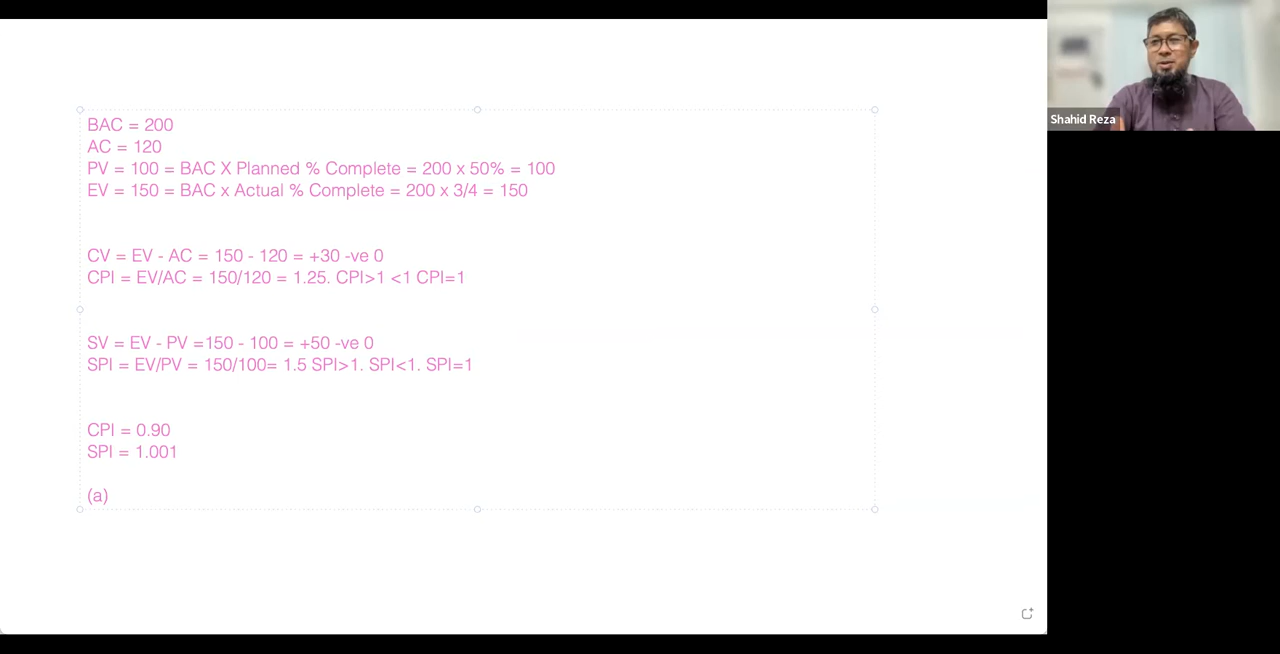 BAC = 200
AC = 120
PV = 100 = BAC X Planned % Complete = 200 x 50% = 100
EV = 150 = BAC x Actual % Complete = 200 x 3/4 = 150
CV = EV - AC = 150 - 120 = +30 -ve 0
CPI = EV/AC = 150/120 = 1.25. CPI>1 <1 CPI=1
SV = EV - PV =150 - 100 = +50 -ve 0
SPI = EV/PV = 150/100= 1.5 SPI>1. SPI<1. SPI=1
CPI = 0.90
SPI = 1.001
(a)
Shahid Reza